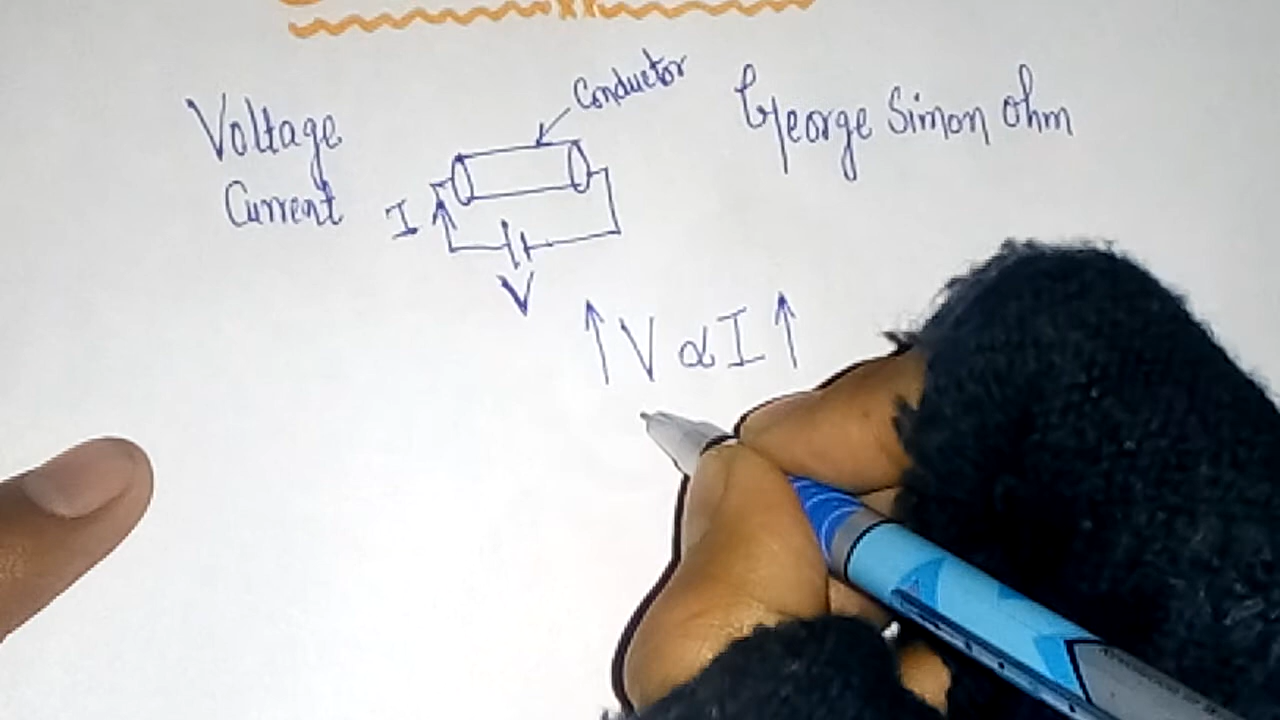 Voltage
Current
Conductor
I
V
George Simon Ohm
↑ V ∝ I ↑